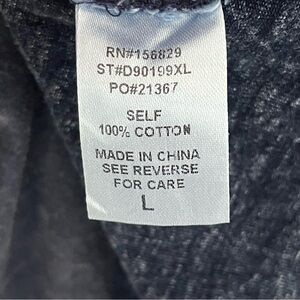 RN#156829
ST#D90199XL
PO#21367
SELF
100% COTTON
MADE IN CHINA
SEE REVERSE
FOR CARE
L